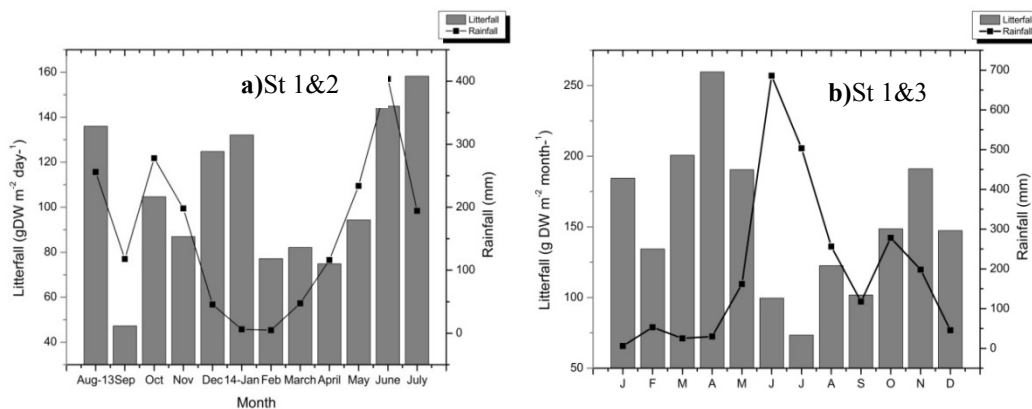 Litterfall
Rainfall
a)St 1&2
Litterfall (gDW m-2 day-1)
160
140
120
100
80
60
40
400
300
200
100
0
Rainfall (mm)
Aug-13 Sep Oct Nov Dec 14-Jan Feb March April May June July
Month
Litterfall
Rainfall
b)St 1&3
Litterfall (g DW m-2 month-1)
250
200
150
100
50
700
600
500
400
300
200
100
0
Rainfall (mm)
J F M A M J J A S O N D